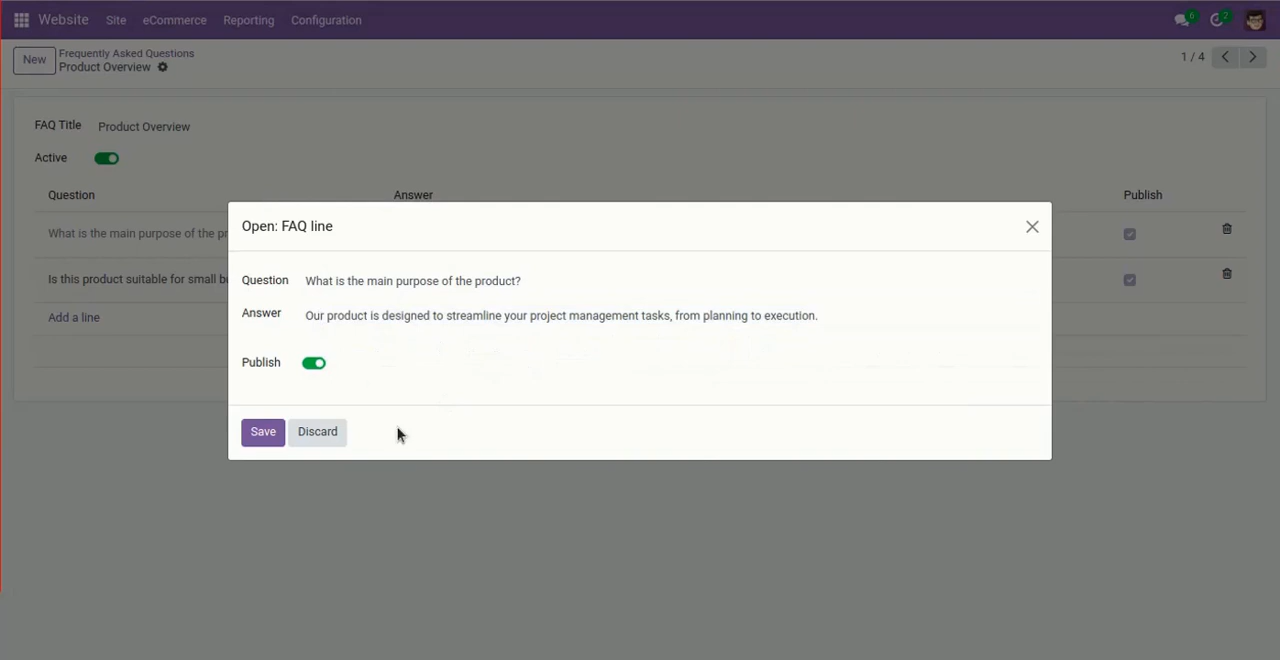 Website Site eCommerce Reporting Configuration 6 2
New Frequently Asked Questions
Product Overview 1 / 4
FAQ Title Product Overview
Active
Question Answer Publish
Open: FAQ line
What is the main purpose of the pr
Is this product suitable for small bu
Add a line
Question What is the main purpose of the product?
Answer Our product is designed to streamline your project management tasks, from planning to execution.
Publish
Save Discard